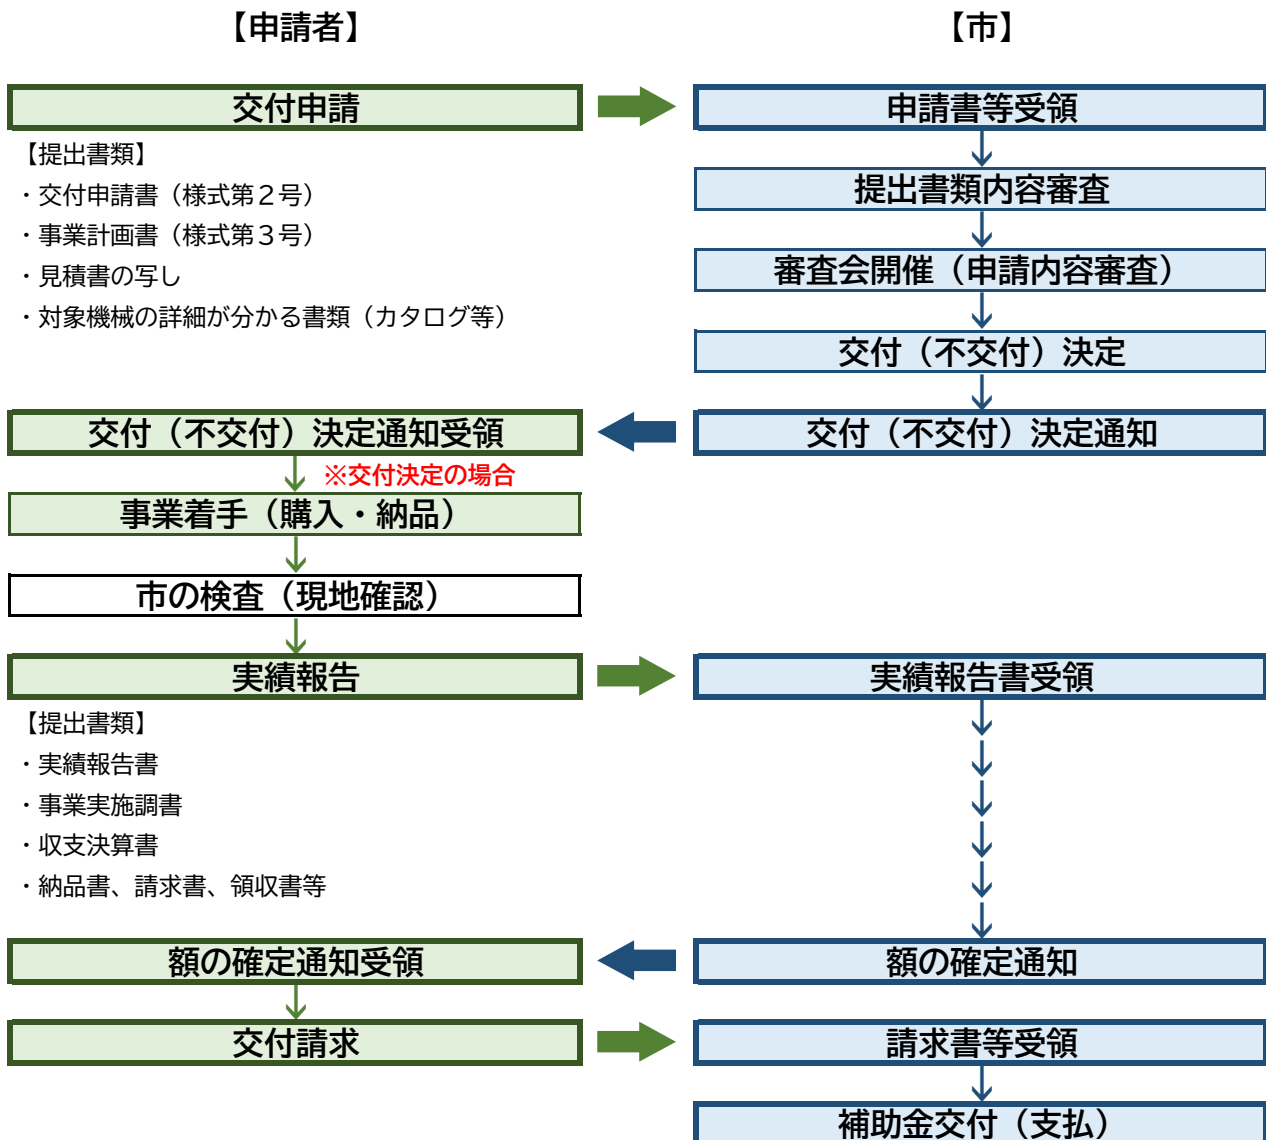 【申請者】
【市】
交付申請
申請書等受領
【提出書類】
・交付申請書（様式第２号）
・事業計画書（様式第３号）
・見積書の写し
・対象機械の詳細が分かる書類（カタログ等）
提出書類内容審査
審査会開催（申請内容審査）
交付（不交付）決定
交付（不交付）決定通知受領
交付（不交付）決定通知
※交付決定の場合
事業着手（購入・納品）
市の検査（現地確認）
実績報告
実績報告書受領
【提出書類】
・実績報告書
・事業実施調書
・収支決算書
・納品書、請求書、領収書等
額の確定通知受領
額の確定通知
交付請求
請求書等受領
補助金交付（支払）